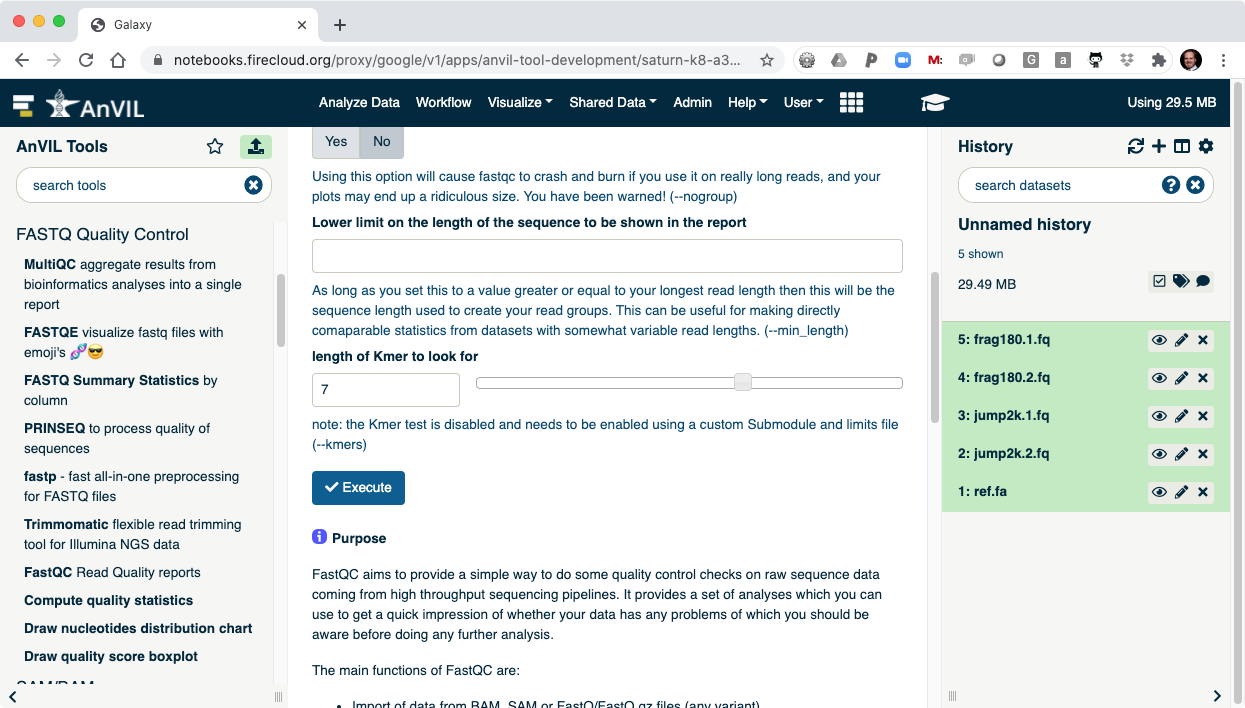 Galaxy
notebooks.firecloud.org/proxy/google/v1/apps/anvil-tool-development/saturn-k8-a3...
AnVIL
Analyze Data Workflow Visualize Shared Data Admin Help User
Using 29.5 MB
AnVIL Tools
search tools
FASTQ Quality Control
MultiQC aggregate results from
bioinformatics analyses into a single
report
FASTQE visualize fastq files with
emoji's 🧬😎
FASTQ Summary Statistics by
column
PRINSEQ to process quality of
sequences
fastp - fast all-in-one preprocessing
for FASTQ files
Trimmomatic flexible read trimming
tool for Illumina NGS data
FastQC Read Quality reports
Compute quality statistics
Draw nucleotides distribution chart
Draw quality score boxplot
SAM/BAM
Yes No
Using this option will cause fastqc to crash and burn if you use it on really long reads, and your
plots may end up a ridiculous size. You have been warned! (--nogroup)
Lower limit on the length of the sequence to be shown in the report
As long as you set this to a value greater or equal to your longest read length then this will be the
sequence length used to create your read groups. This can be useful for making directly
comaparable statistics from datasets with somewhat variable read lengths. (--min_length)
length of Kmer to look for
7
note: the Kmer test is disabled and needs to be enabled using a custom Submodule and limits file
(--kmers)
Execute
Purpose
FastQC aims to provide a simple way to do some quality control checks on raw sequence data
coming from high throughput sequencing pipelines. It provides a set of analyses which you can
use to get a quick impression of whether your data has any problems of which you should be
aware before doing any further analysis.
The main functions of FastQC are:
• Import of data from BAM, SAM or FastQ/FastQ.gz files (any variant)
History
search datasets
Unnamed history
5 shown
29.49 MB
5: frag180.1.fq
4: frag180.2.fq
3: jump2k.1.fq
2: jump2k.2.fq
1: ref.fa